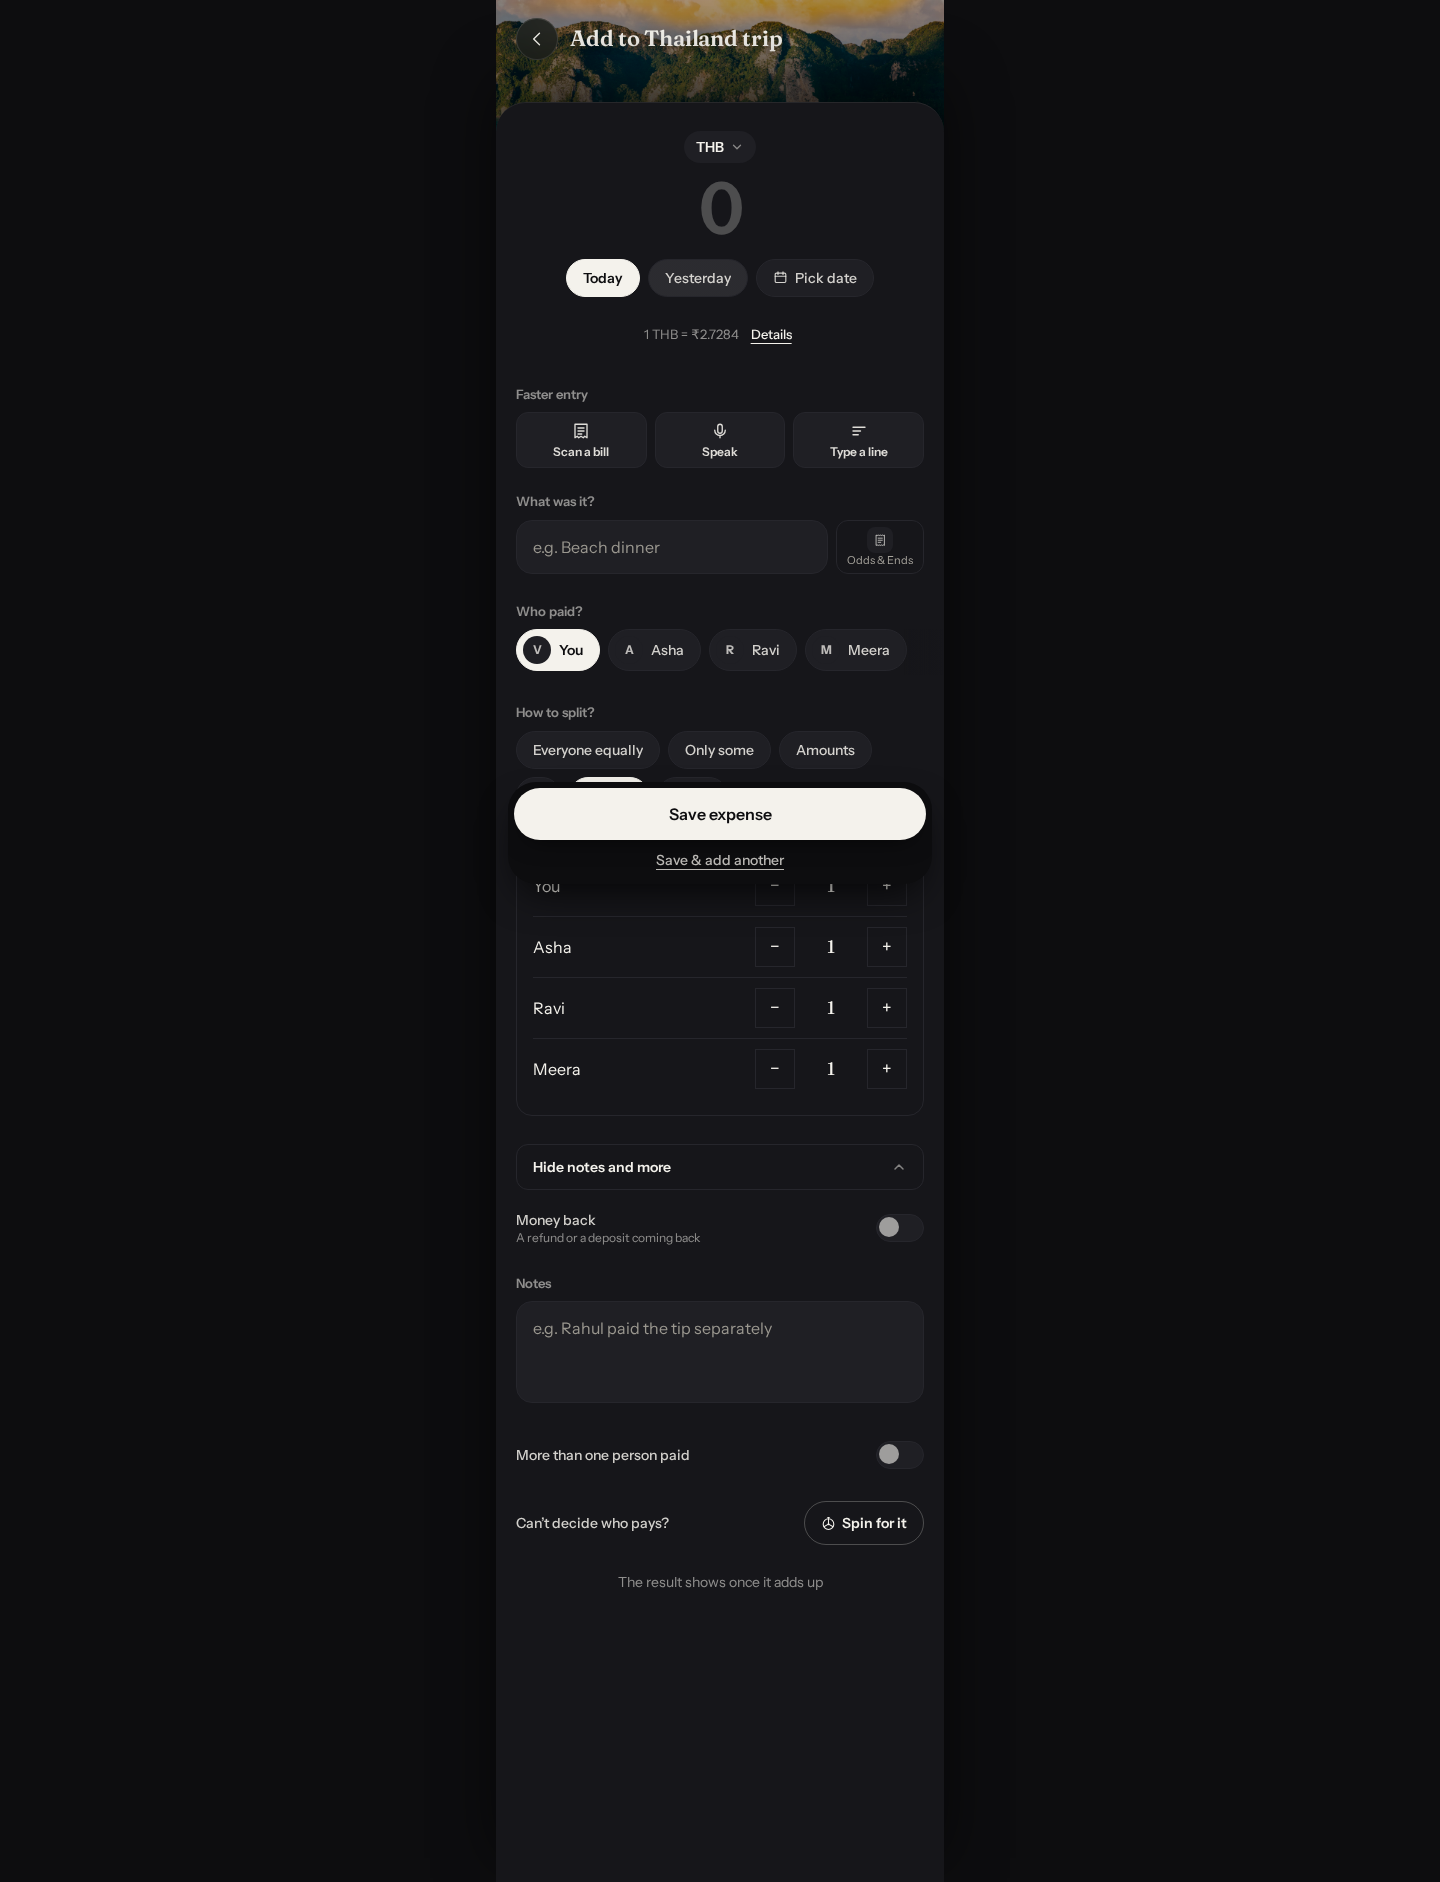 Add to Thailand trip
THB
0
Today
Yesterday
Pick date
1 THB = ₹2.7284 Details
Faster entry
Scan a bill
Speak
Type a line
What was it?
e.g. Beach dinner
Odds & Ends
Who paid?
V You
A Asha
R Ravi
M Meera
How to split?
Everyone equally
Only some
Amounts
Save expense
Save & add another
You − 1 +
Asha − 1 +
Ravi − 1 +
Meera − 1 +
Hide notes and more
Money back
A refund or a deposit coming back
Notes
e.g. Rahul paid the tip separately
More than one person paid
Can’t decide who pays?
Spin for it
The result shows once it adds up